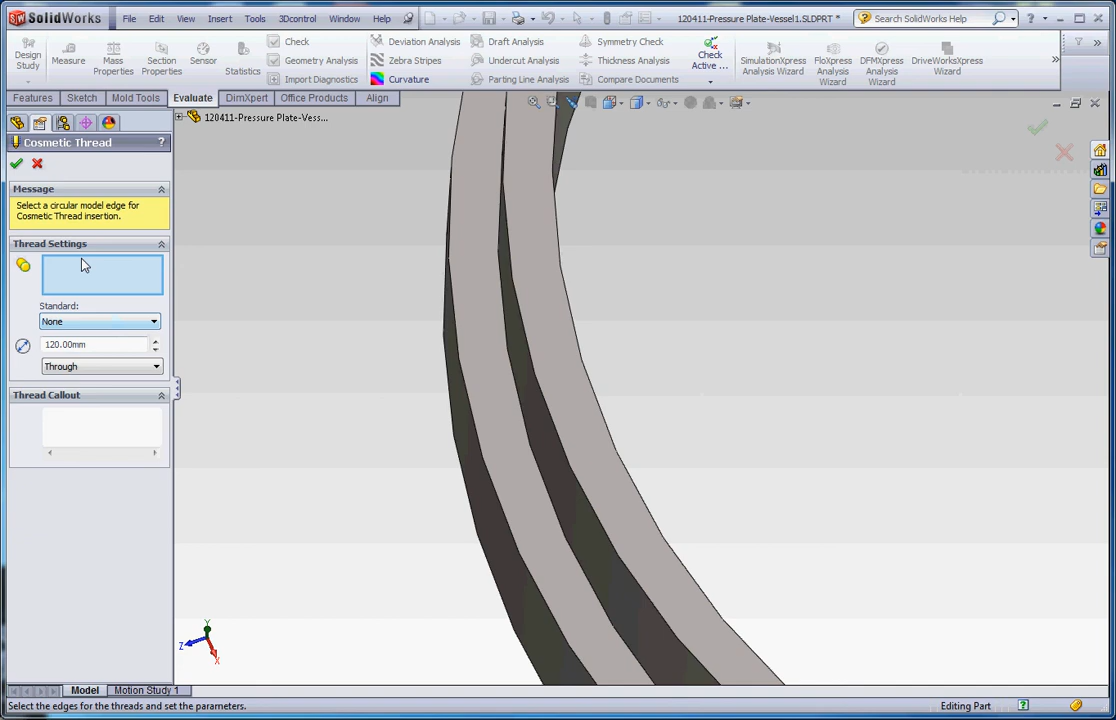 SolidWorks File Edit View Insert Tools 3Dcontrol Window Help 120411-Pressure Plate-Vessel1.SLDPRT * Search SolidWorks Help
Design Study
Measure
Mass Properties
Section Properties
Sensor
Statistics
Check
Geometry Analysis
Import Diagnostics
Deviation Analysis
Zebra Stripes
Curvature
Draft Analysis
Undercut Analysis
Parting Line Analysis
Symmetry Check
Thickness Analysis
Compare Documents
Check Active ...
SimulationXpress Analysis Wizard
FloXpress Analysis Wizard
DFMXpress Analysis Wizard
DriveWorksXpress Wizard
Features Sketch Mold Tools Evaluate DimXpert Office Products Align
120411-Pressure Plate-Vess...
Cosmetic Thread ?
Message
Select a circular model edge for
Cosmetic Thread insertion.
Thread Settings
Standard:
None
120.00mm
Through
Thread Callout
Y
Z
X
Model Motion Study 1
Select the edges for the threads and set the parameters. Editing Part